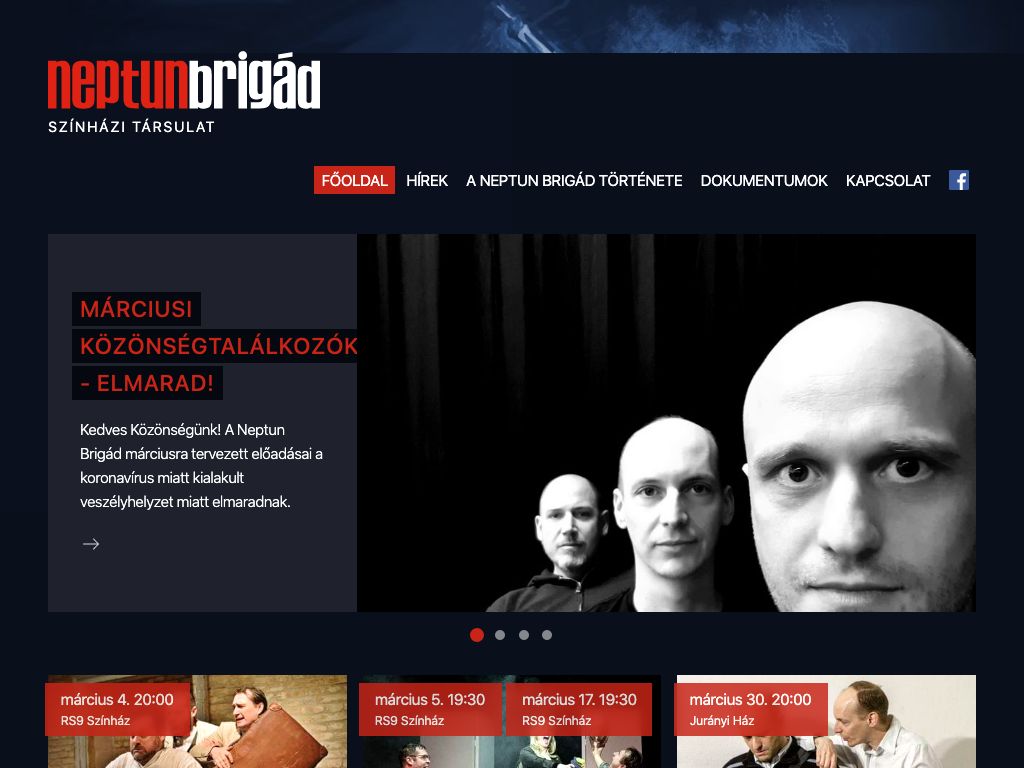 neptunbrigád
SZÍNHÁZI TÁRSULAT
FŐOLDAL HÍREK A NEPTUN BRIGÁD TÖRTÉNETE DOKUMENTUMOK KAPCSOLAT
MÁRCIUSI
KÖZÖNSÉGTALÁLKOZÓK
- ELMARAD!
Kedves Közönségünk! A Neptun
Brigád márciusra tervezett előadásai a
koronavírus miatt kialakult
veszélyhelyzet miatt elmaradnak.
március 4. 20:00
RS9 Színház
március 5. 19:30
RS9 Színház
március 17. 19:30
RS9 Színház
március 30. 20:00
Jurányi Ház